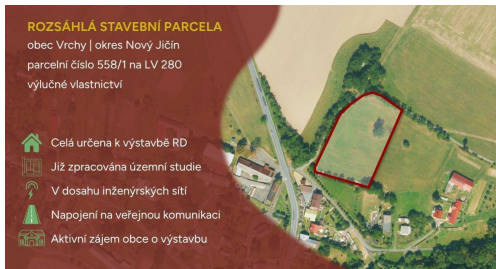 ROZSÁHLÁ STAVEBNÍ PARCELA
obec Vrchy | okres Nový Jičín
parcelní číslo 558/1 na LV 280
výlučné vlastnictví
Celá určena k výstavbě RD
Již zpracována územní studie
V dosahu inženýrských sítí
Napojení na veřejnou komunikaci
Aktivní zájem obce o výstavbu